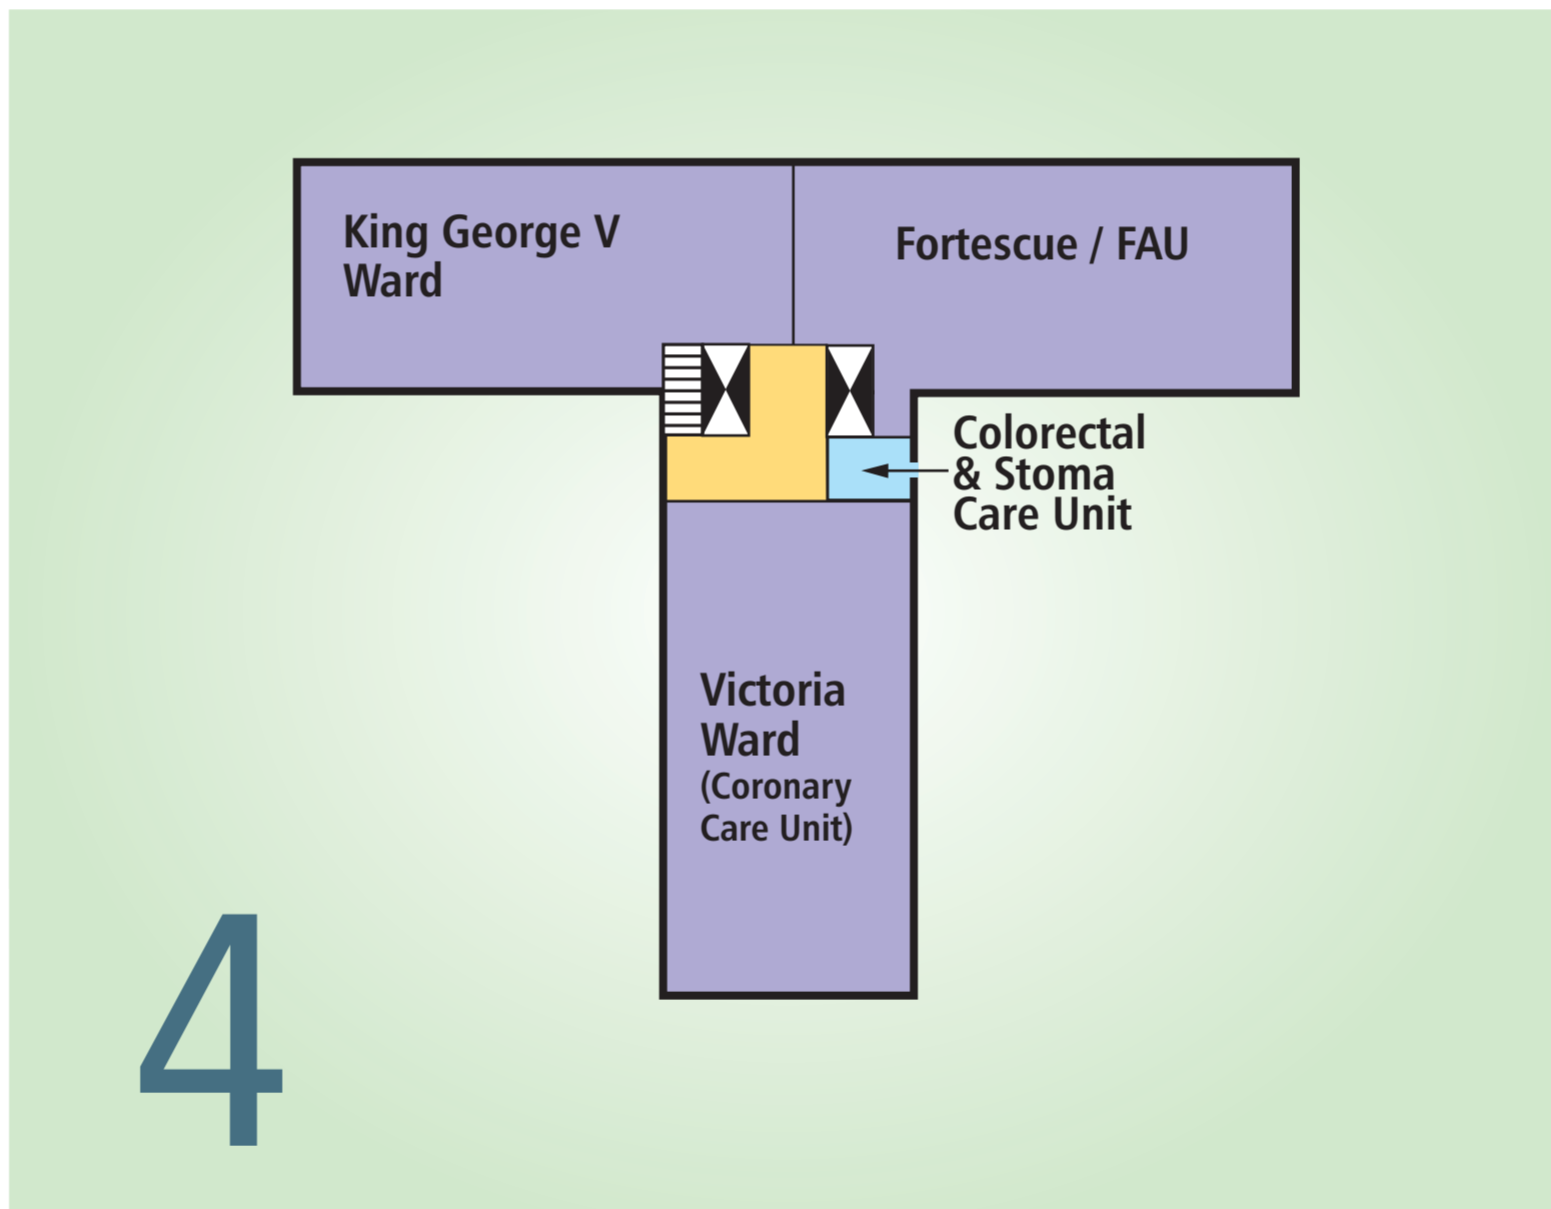 King George V
Ward
Fortescue / FAU
Colorectal
& Stoma
Care Unit
Victoria
Ward
(Coronary
Care Unit)
4